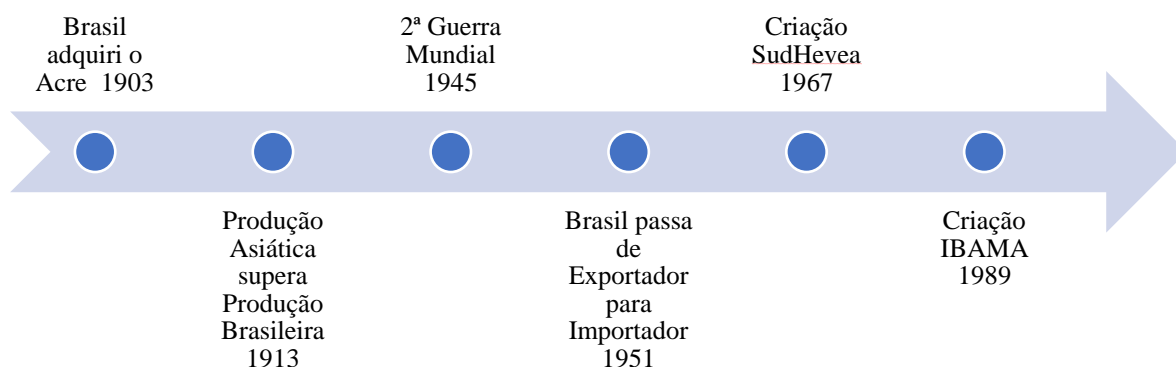 Brasil
adquiri o
Acre 1903
Produção
Asiática
supera
Produção
Brasileira
1913
2ª Guerra
Mundial
1945
Brasil passa
de
Exportador
para
Importador
1951
Criação
SudHevea
1967
Criação
IBAMA
1989